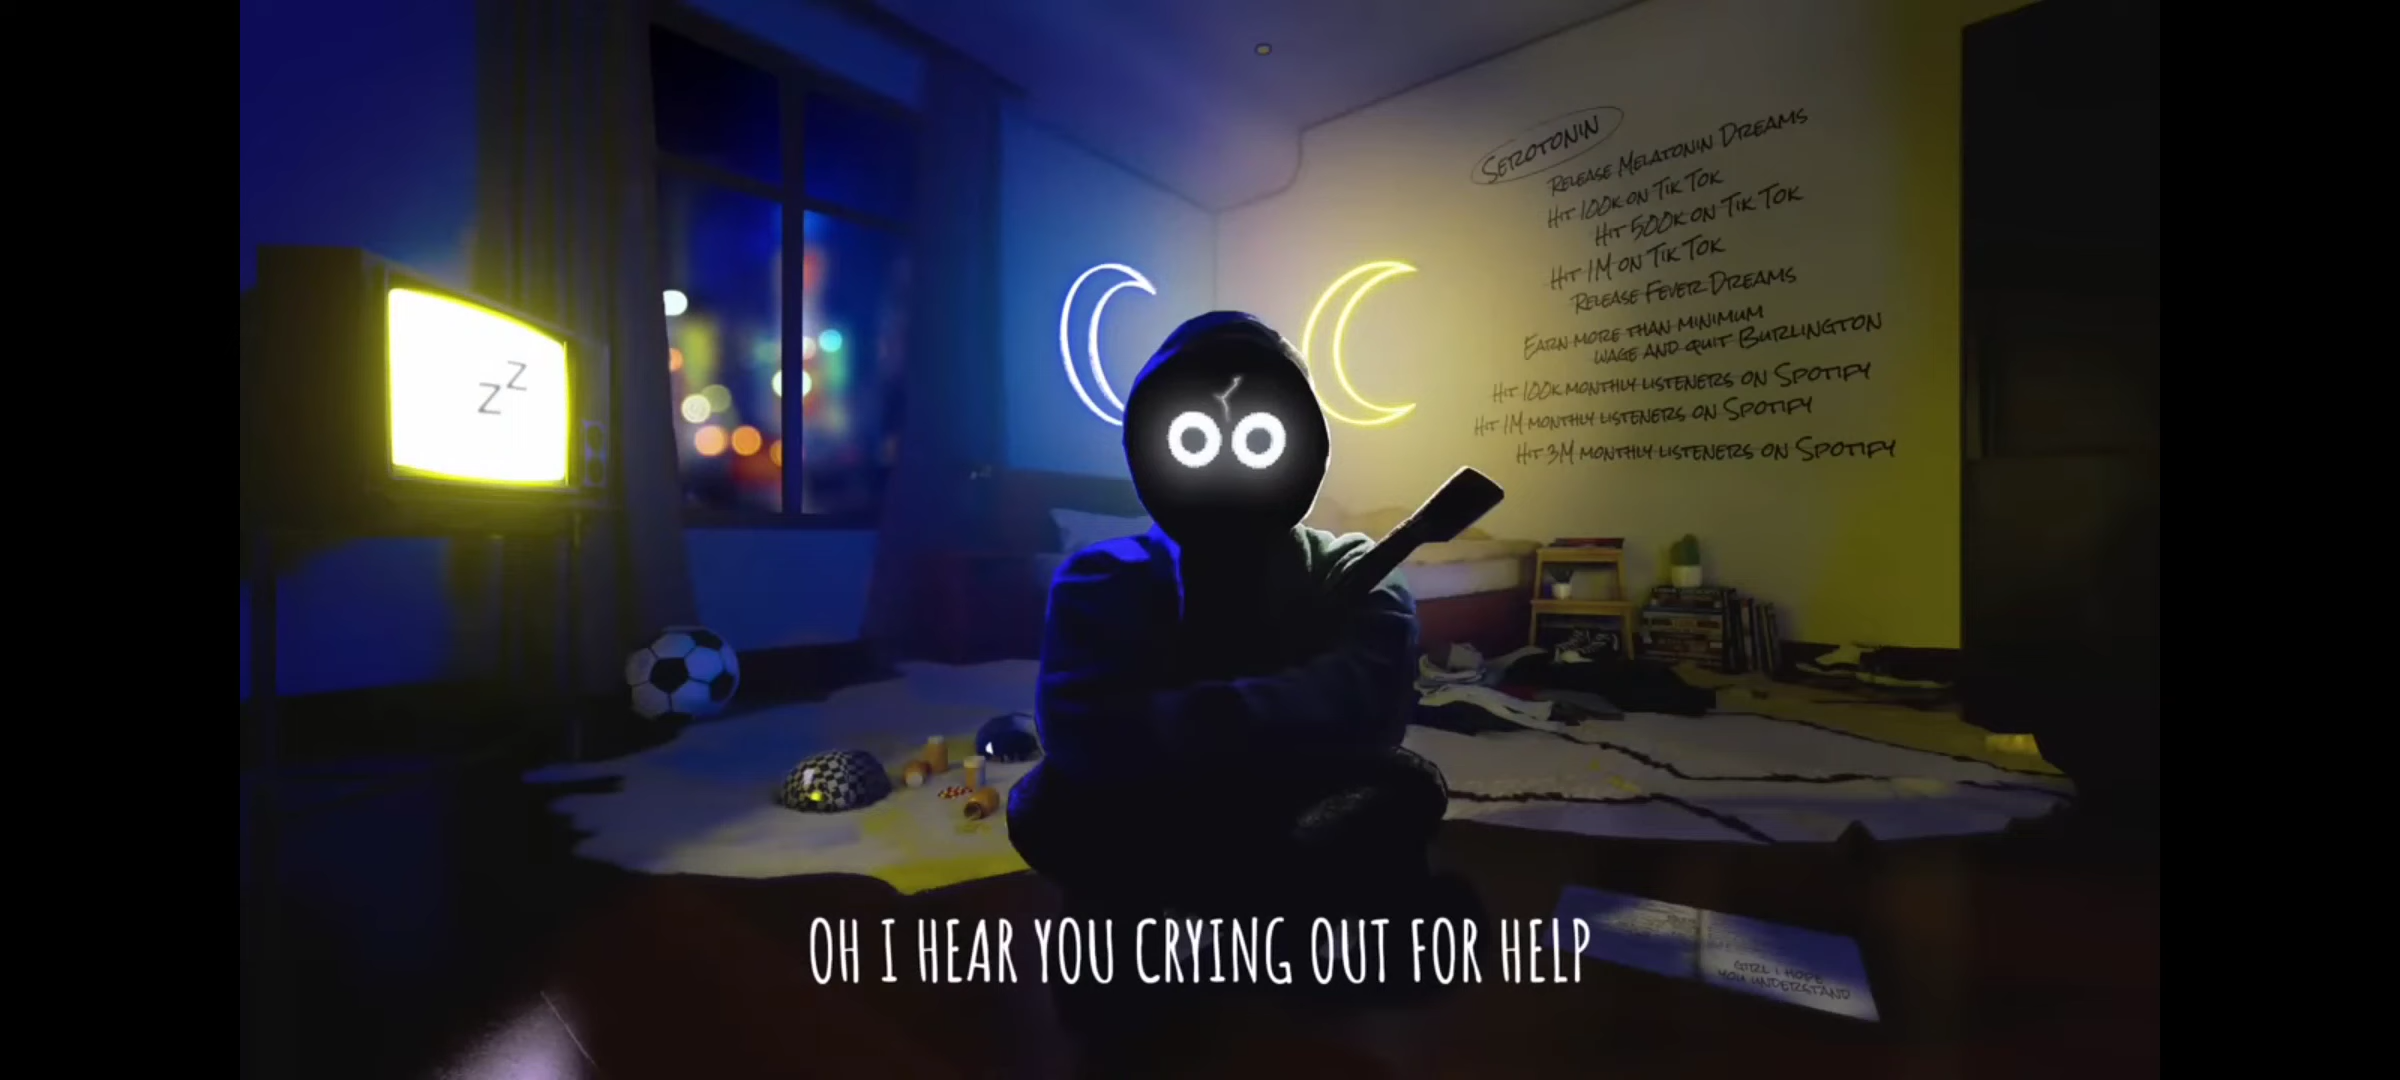 SEROTONIN
RELEASE MELATONIN DREAMS
HIT 100K ON TIK TOK
HIT 500K ON TIK TOK
HIT 1M ON TIK TOK
RELEASE FEVER DREAMS
EARN MORE THAN MINIMUM
WAGE AND QUIT BURLINGTON
HIT 100K MONTHLY LISTENERS ON SPOTIFY
HIT 1M MONTHLY LISTENERS ON SPOTIFY
HIT 3M MONTHLY LISTENERS ON SPOTIFY
Z
Z
OH I HEAR YOU CRYING OUT FOR HELP
GIRL I HOPE
YOU UNDERSTAND